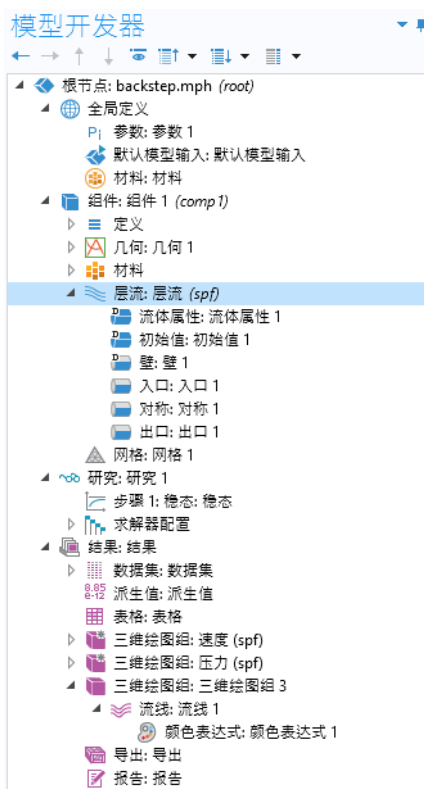 模型开发器
根节点: backstep.mph (root)
全局定义
Pi 参数: 参数 1
默认模型输入: 默认模型输入
材料: 材料
组件: 组件 1 (comp1)
定义
几何: 几何 1
材料
层流: 层流 (spf)
D 流体属性: 流体属性 1
D 初始值: 初始值 1
D 壁: 壁 1
入口: 入口 1
对称: 对称 1
出口: 出口 1
网格: 网格 1
研究: 研究 1
步骤 1: 稳态: 稳态
求解器配置
结果: 结果
数据集: 数据集
8.85
e-12 派生值: 派生值
表格: 表格
三维绘图组: 速度 (spf)
三维绘图组: 压力 (spf)
三维绘图组: 三维绘图组 3
流线: 流线 1
颜色表达式: 颜色表达式 1
导出: 导出
报告: 报告